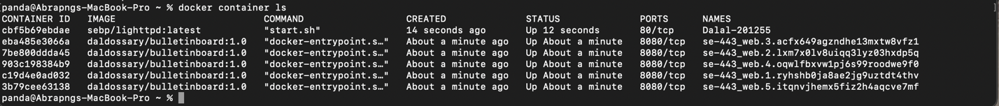 [panda@Abrapngs-MacBook-Pro ~ % docker container ls ]
CONTAINER ID IMAGE COMMAND CREATED STATUS PORTS NAMES
cbf5b69ebdae sebp/lighttpd:latest "start.sh" 14 seconds ago Up 12 seconds 80/tcp Dalal-201255
eba485e3066a daldossary/bulletinboard:1.0 "docker-entrypoint.s…" About a minute ago Up About a minute 8080/tcp se-443_web.3.acfx649agzndhe13mxtw8vfz1
7be800ddda45 daldossary/bulletinboard:1.0 "docker-entrypoint.s…" About a minute ago Up About a minute 8080/tcp se-443_web.2.lxm7x0lv8uiqq3lyz03hxdp5q
903c198384b9 daldossary/bulletinboard:1.0 "docker-entrypoint.s…" About a minute ago Up About a minute 8080/tcp se-443_web.4.oqwlfbxvw1pj6s99roodwe9f0
c19d4e0ad032 daldossary/bulletinboard:1.0 "docker-entrypoint.s…" About a minute ago Up About a minute 8080/tcp se-443_web.1.ryhshb0ja8ae2jg9uztdt4thv
3b79cee63138 daldossary/bulletinboard:1.0 "docker-entrypoint.s…" About a minute ago Up About a minute 8080/tcp se-443_web.5.itqnvjhemx5fiz2h4aqcve7mf
panda@Abrapngs-MacBook-Pro ~ %